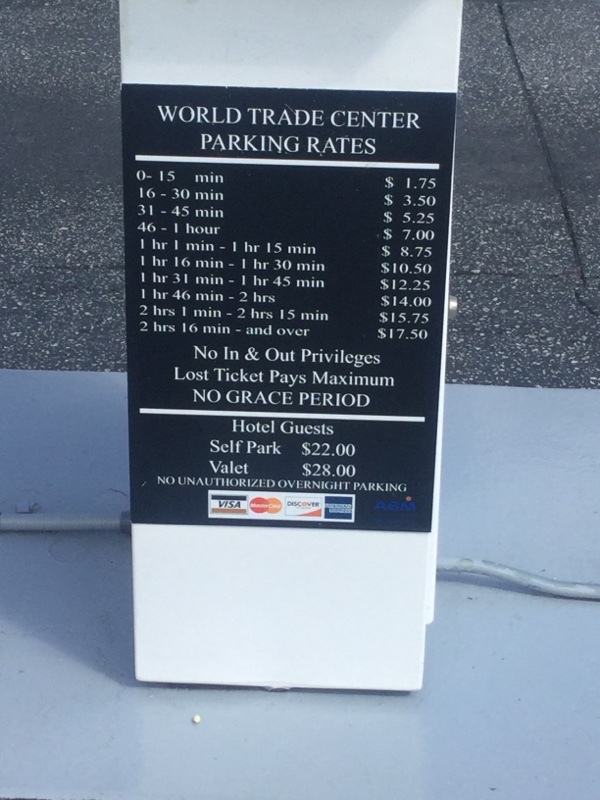 WORLD TRADE CENTER
PARKING RATES
0- 15 min $ 1.75
16 - 30 min $ 3.50
31 - 45 min $ 5.25
46 - 1 hour $ 7.00
1 hr 1 min - 1 hr 15 min $ 8.75
1 hr 16 min - 1 hr 30 min $10.50
1 hr 31 min - 1 hr 45 min $12.25
1 hr 46 min - 2 hrs $14.00
2 hrs 1 min - 2 hrs 15 min $15.75
2 hrs 16 min - and over $17.50
No In & Out Privileges
Lost Ticket Pays Maximum
NO GRACE PERIOD
Hotel Guests
Self Park $22.00
Valet $28.00
NO UNAUTHORIZED OVERNIGHT PARKING
VISA MasterCard DISCOVER AMERICAN EXPRESS